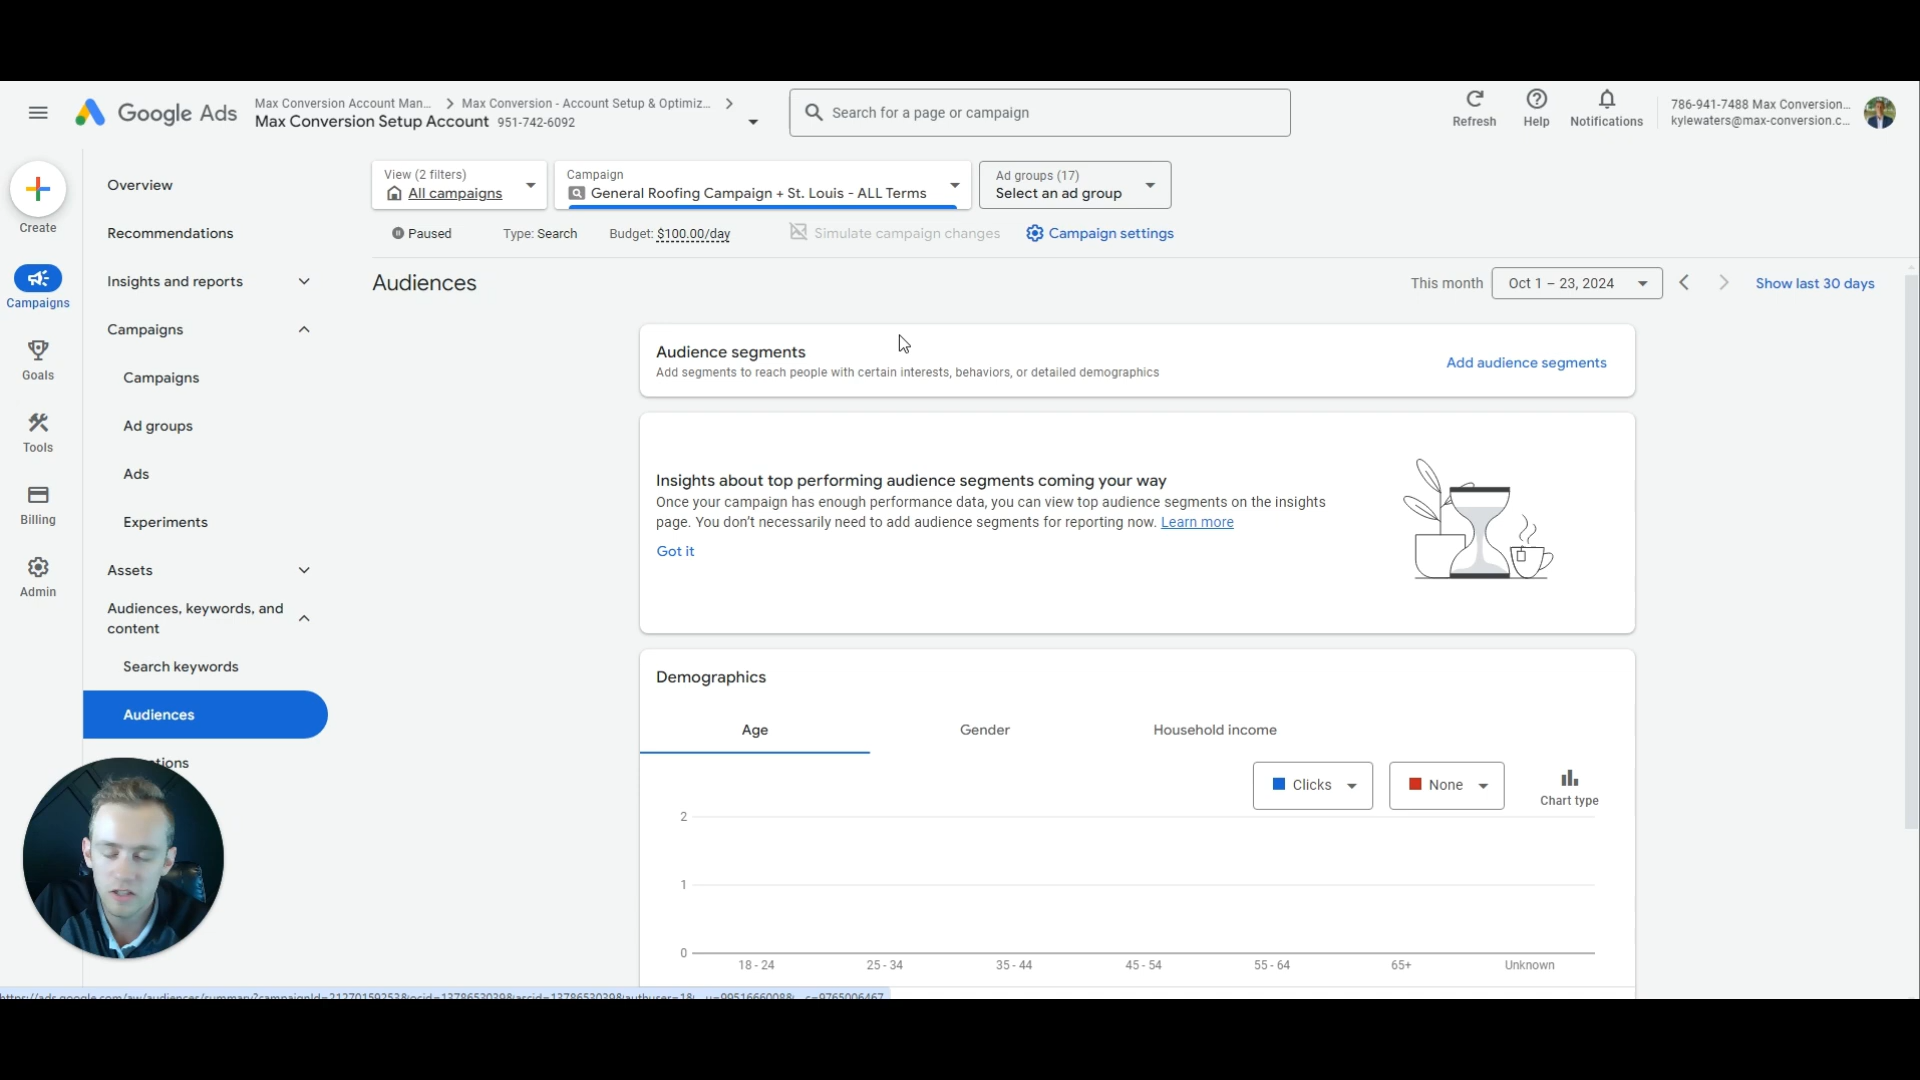 Google Ads
Max Conversion Account Man... > Max Conversion - Account Setup & Optimiz... >
Max Conversion Setup Account 951-742-6092
Search for a page or campaign
Refresh
Help
Notifications
786-941-7488 Max Conversion...
kylewaters@max-conversion.c...
Create
Campaigns
Goals
Tools
Billing
Admin
Overview
Recommendations
Insights and reports
Campaigns
Campaigns
Ad groups
Ads
Experiments
Assets
Audiences, keywords, and
content
Search keywords
Audiences
View (2 filters)
All campaigns
Campaign
General Roofing Campaign + St. Louis - ALL Terms
Ad groups (17)
Select an ad group
Paused
Type: Search
Budget: $100.00/day
Simulate campaign changes
Campaign settings
Audiences
This month
Oct 1 – 23, 2024
Show last 30 days
Audience segments
Add segments to reach people with certain interests, behaviors, or detailed demographics
Add audience segments
Insights about top performing audience segments coming your way
Once your campaign has enough performance data, you can view top audience segments on the insights
page. You don't necessarily need to add audience segments for reporting now. Learn more
Got it
Demographics
Age
Gender
Household income
Clicks
None
Chart type
2
1
0
18 - 24
25 - 34
35 - 44
45 - 54
55 - 64
65+
Unknown